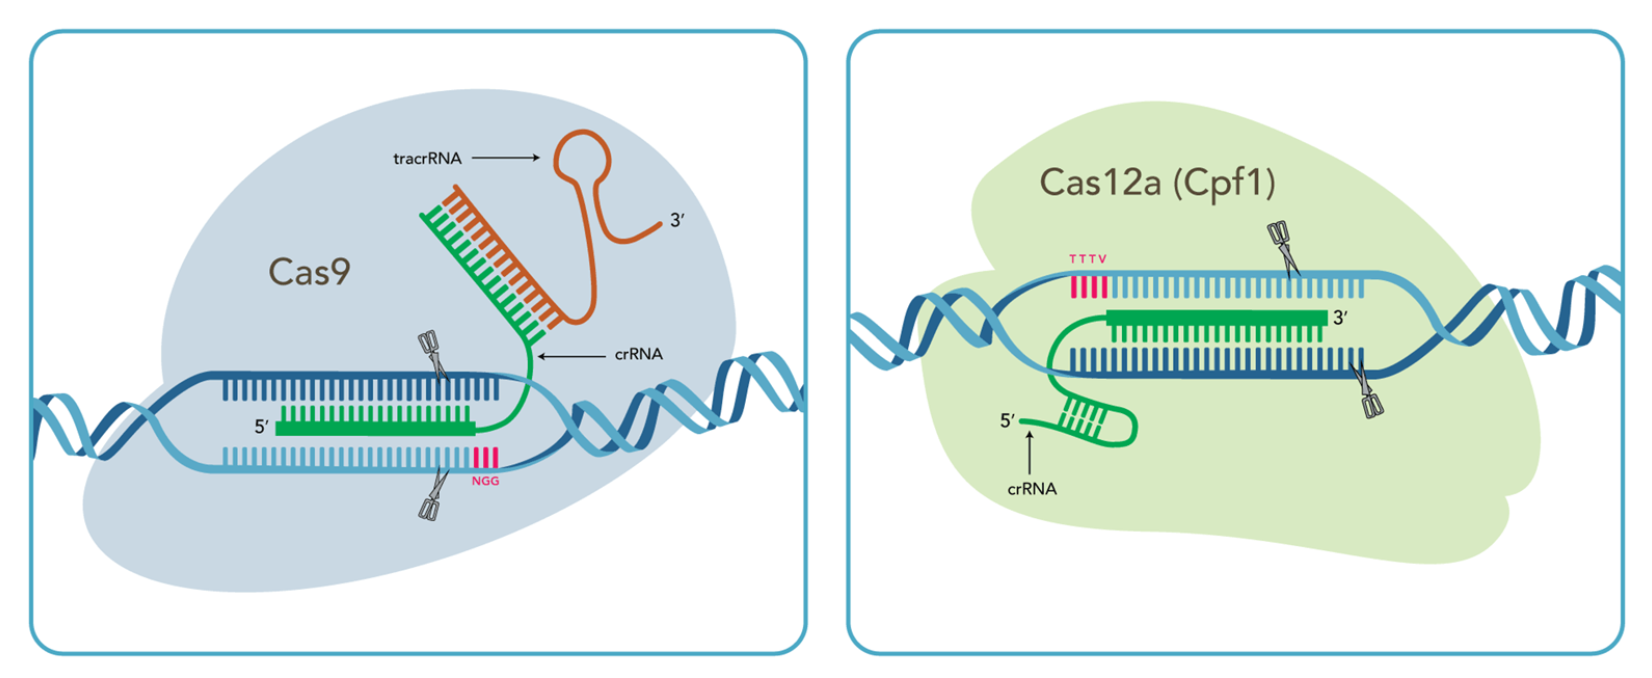 tracrRNA
3′
Cas9
crRNA
5′
NGG
Cas12a (Cpf1)
TTTV
3′
5′
crRNA